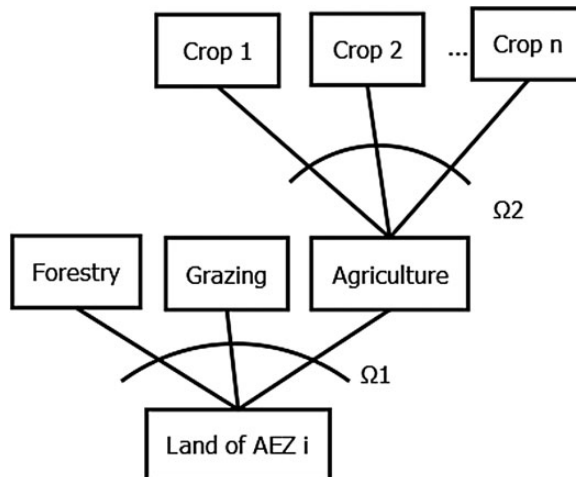 Crop 1
Crop 2
...
Crop n
Ω2
Forestry
Grazing
Agriculture
Ω1
Land of AEZ i